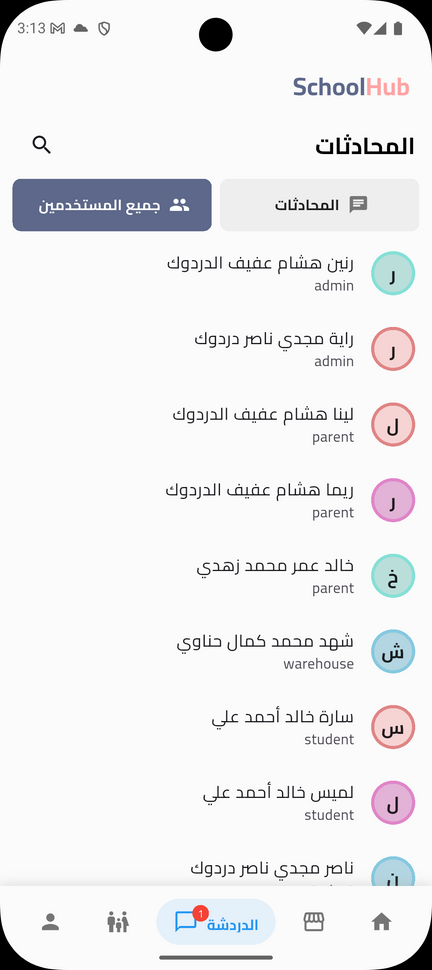 3:13
SchoolHub
المحادثات
المحادثات
جميع المستخدمين
ر
رنين هشام عفيف الدردوك
admin
ر
راية مجدي ناصر دردوك
admin
ل
لينا هشام عفيف الدردوك
parent
ر
ريما هشام عفيف الدردوك
parent
خ
خالد عمر محمد زهدي
parent
ش
شهد محمد كمال حناوي
warehouse
س
سارة خالد أحمد علي
student
ل
لميس خالد أحمد علي
student
ن
ناصر مجدي ناصر دردوك
الدردشة
1